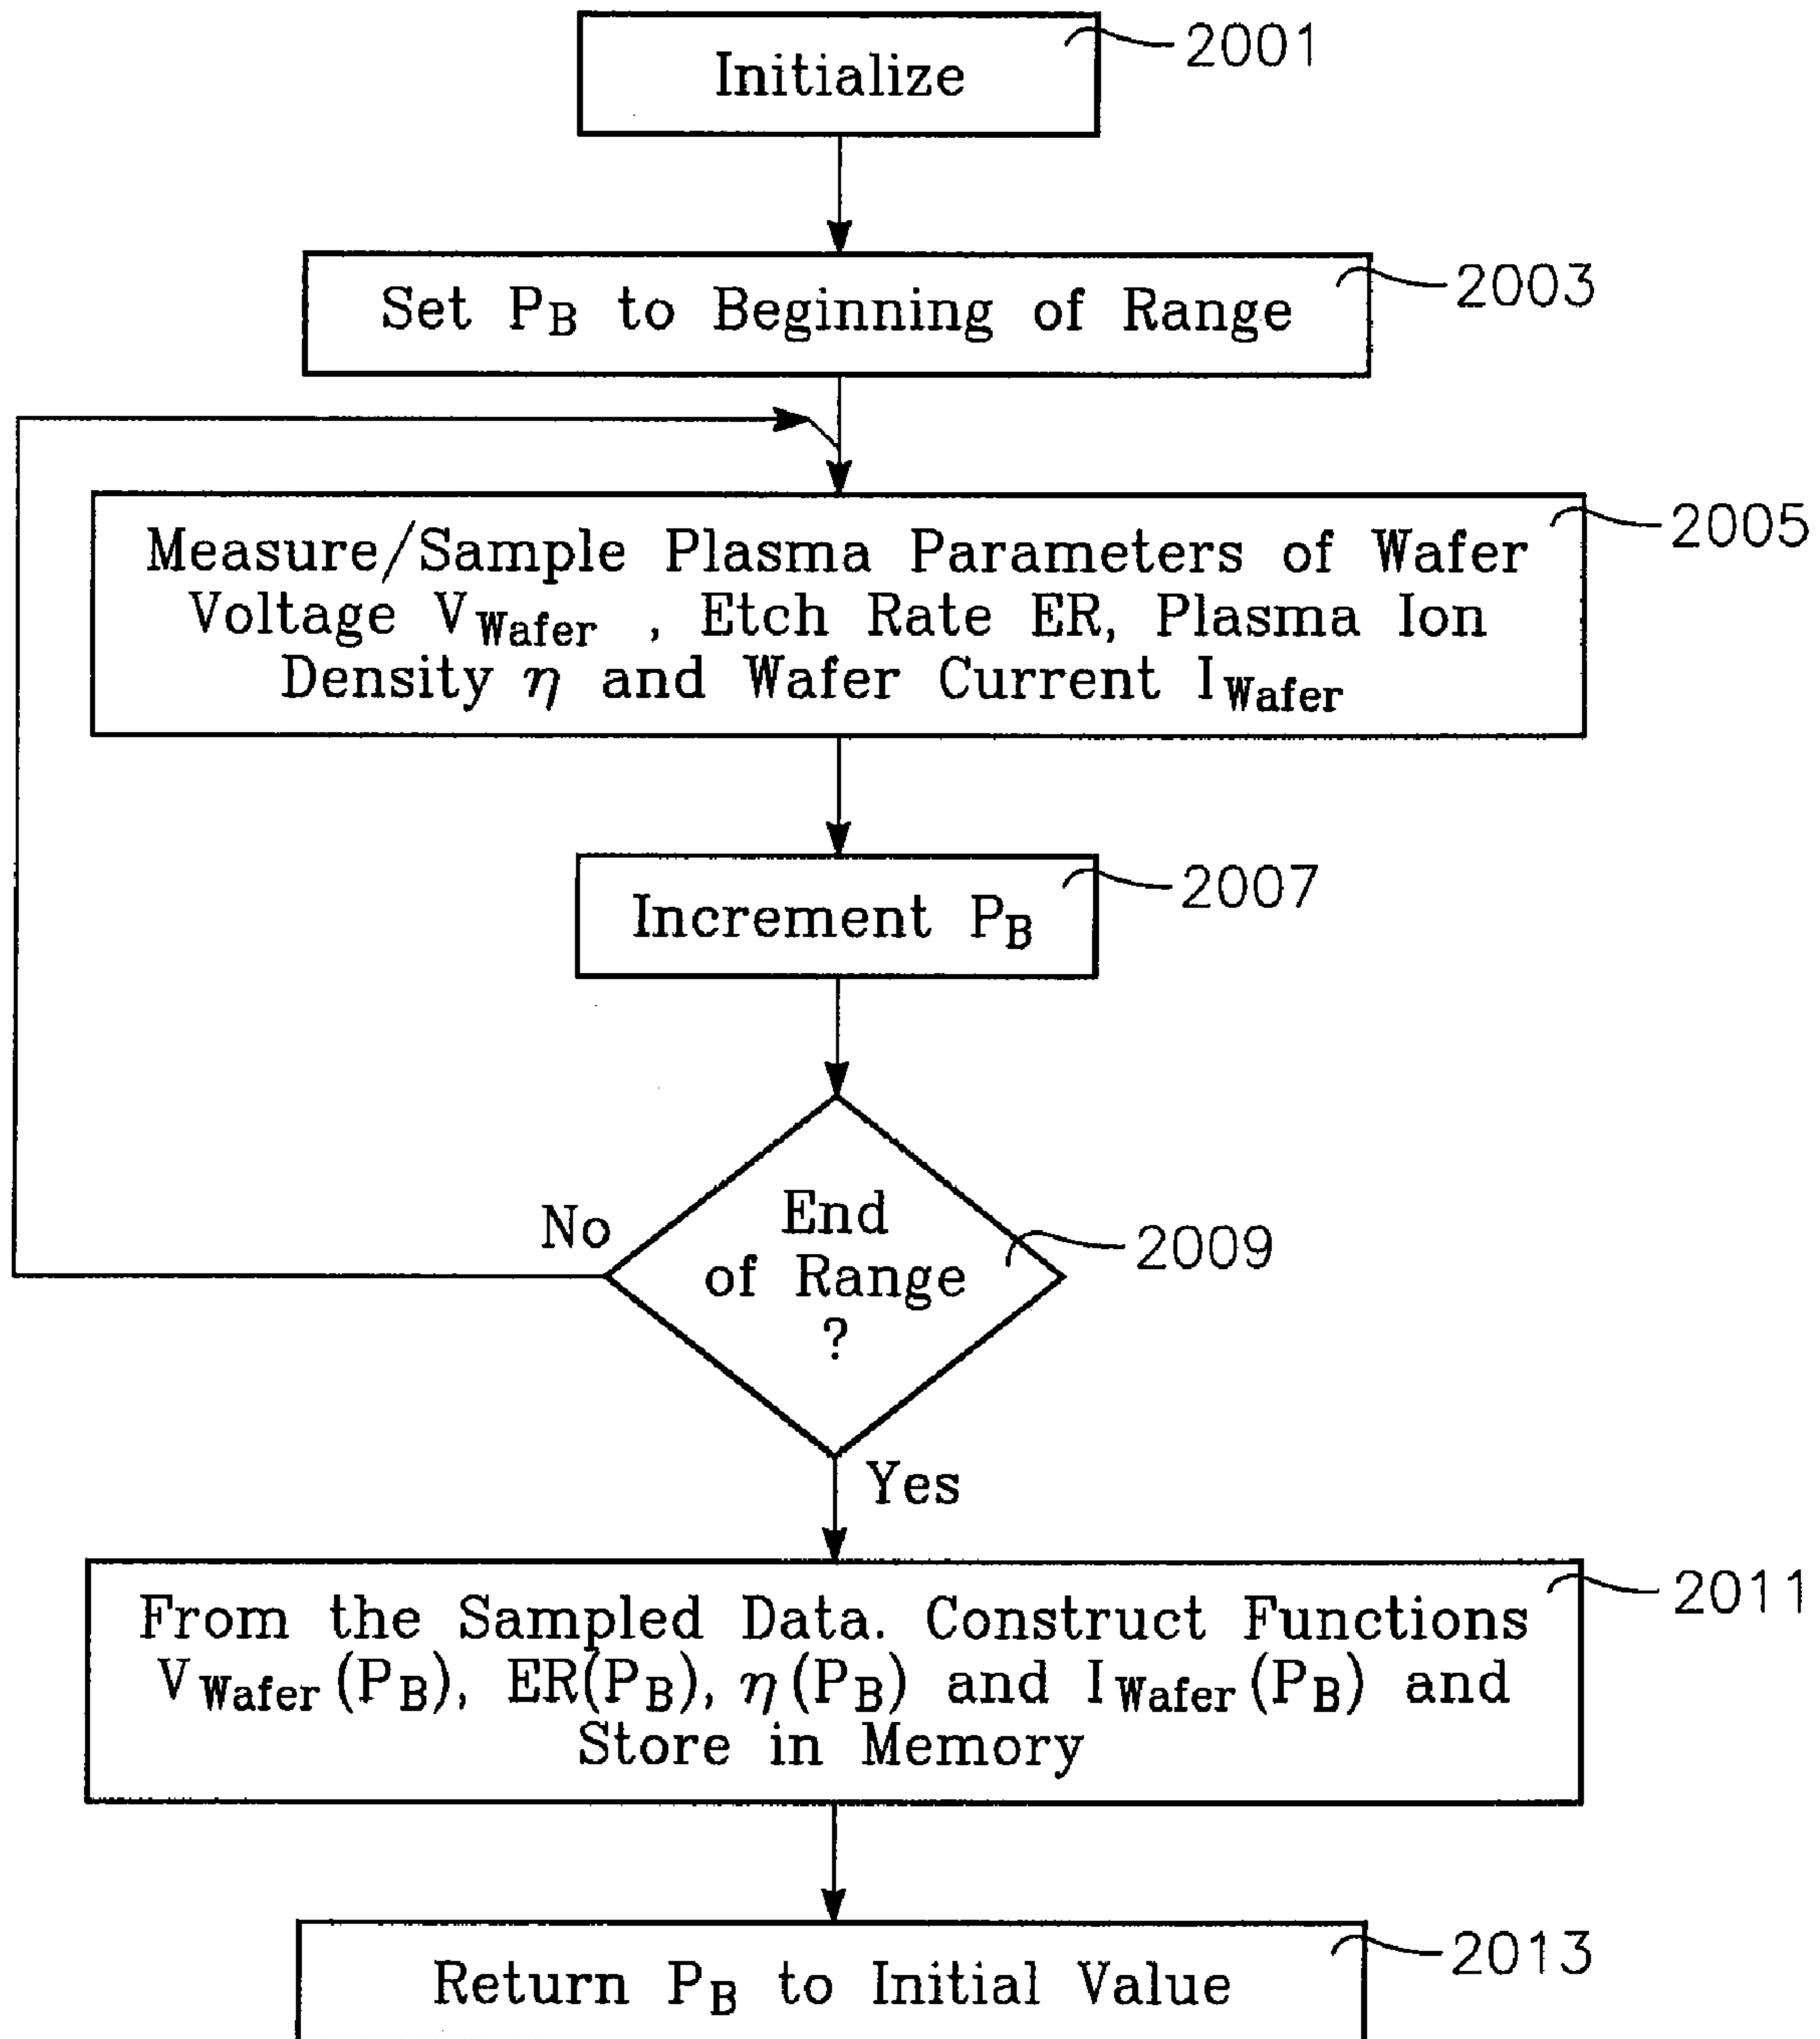 Initialize
2001
Set PB to Beginning of Range
2003
Measure/Sample Plasma Parameters of Wafer
Voltage VWafer , Etch Rate ER, Plasma Ion
Density η and Wafer Current IWafer
2005
Increment PB
2007
End
of Range
?
2009
No
Yes
From the Sampled Data. Construct Functions
VWafer(PB), ER(PB), η(PB) and IWafer(PB) and
Store in Memory
2011
Return PB to Initial Value
2013